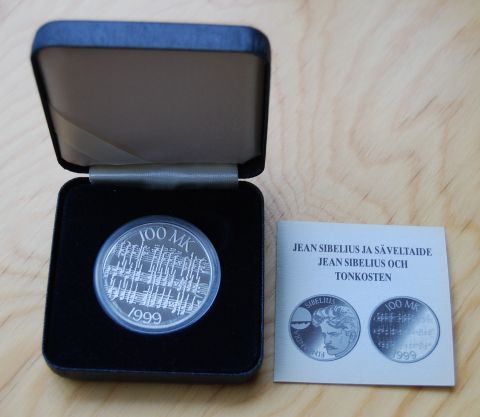 100 MK
1999
JEAN SIBELIUS JA SÄVELTAIDE
JEAN SIBELIUS OCH
TONKOSTEN
SIBELIUS
100 MK
1999